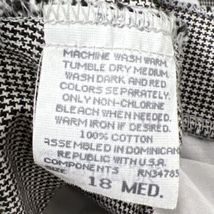 MACHINE WASH WARM,
TUMBLE DRY MEDIUM.
WASH DARK AND RED
COLORS SEPARATELY.
ONLY NON-CHLORINE
BLEACH WHEN NEEDED.
WARM IRON IF DESIRED.
100% COTTON
ASSEMBLED IN DOMINICAN
REPUBLIC WITH U.S.A.
COMPONENTS RN34785
18 MED.